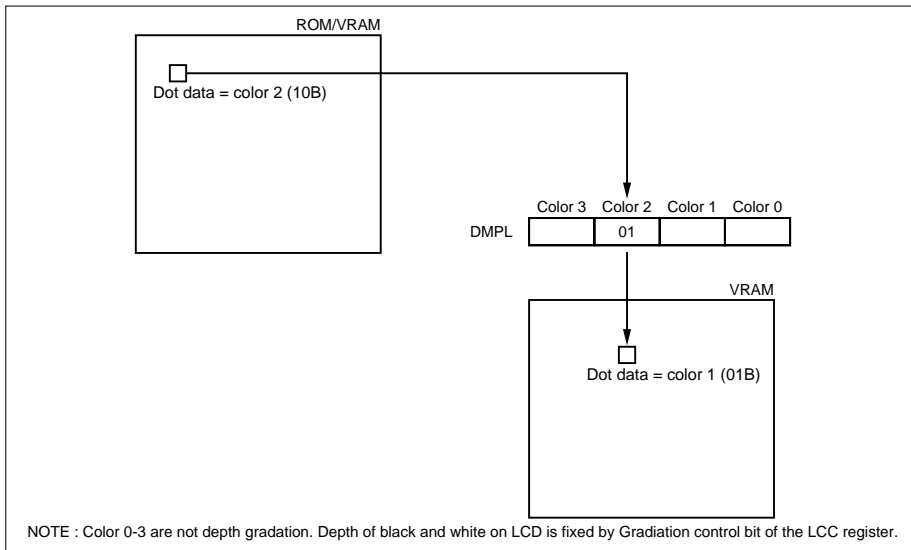 ROM/VRAM
Dot data = color 2 (10B)
Color 3 Color 2 Color 1 Color 0
DMPL 01
VRAM
Dot data = color 1 (01B)
NOTE : Color 0-3 are not depth gradation. Depth of black and white on LCD is fixed by Gradiation control bit of the LCC register.